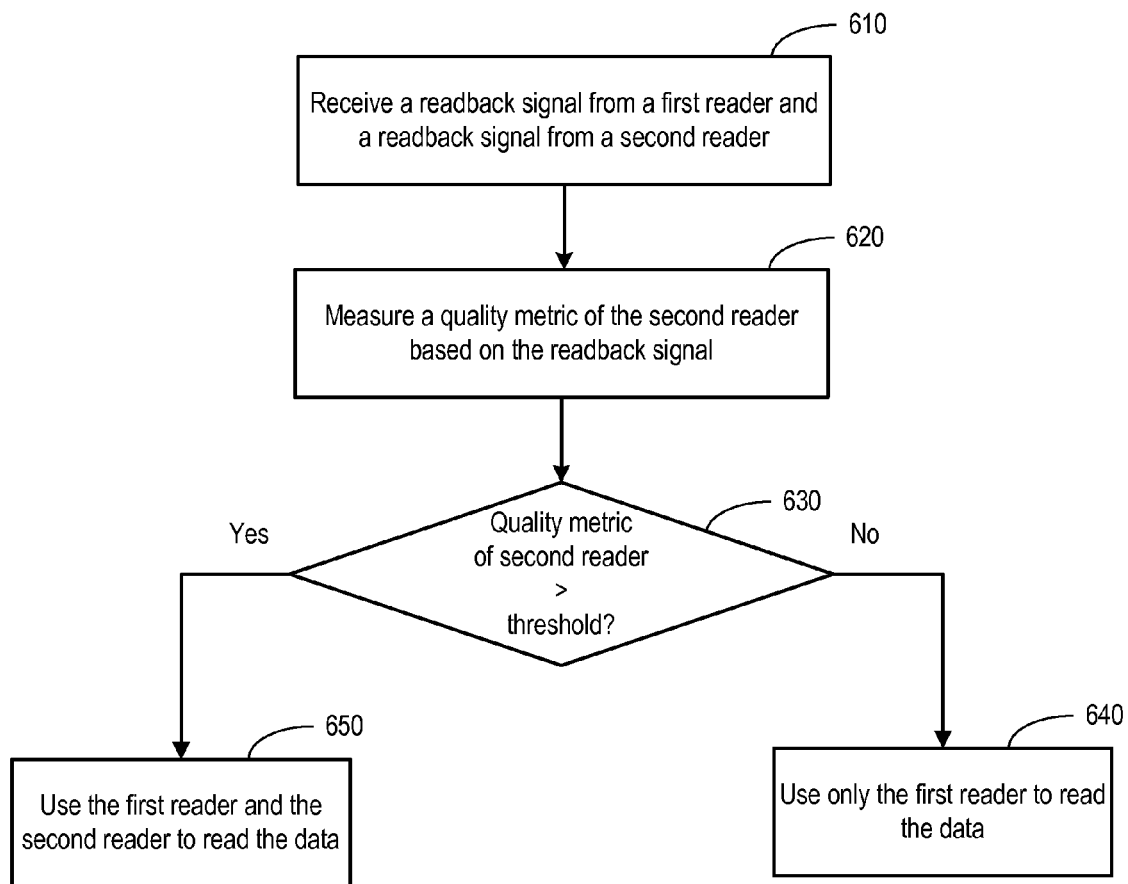 610
Receive a readback signal from a first reader and
a readback signal from a second reader
620
Measure a quality metric of the second reader
based on the readback signal
630
Yes
No
Quality metric
of second reader
>
threshold?
650
640
Use the first reader and the
second reader to read the data
Use only the first reader to read
the data